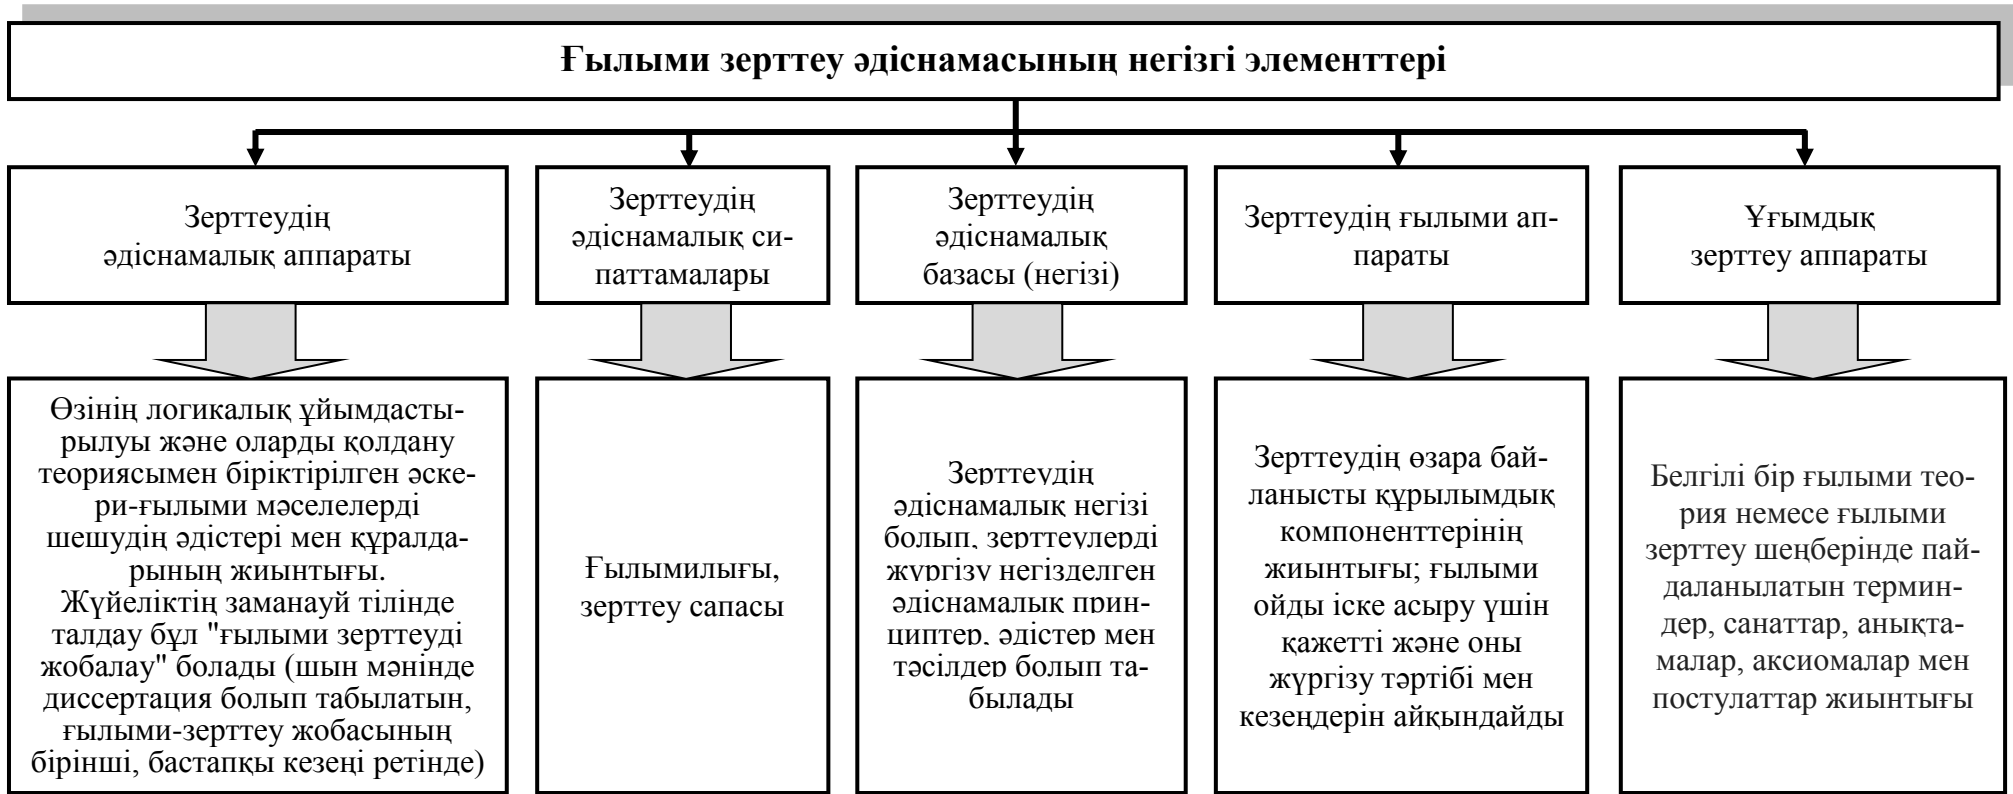 Ғылыми зерттеу әдіснамасының негізгі элементтері
Зерттеудің
әдіснамалық аппараты
Зерттеудің
әдіснамалық си-
паттамалары
Зерттеудің
әдіснамалық
базасы (негізі)
Зерттеудің ғылыми ап-
параты
Ұғымдық
зерттеу аппараты
Өзінің логикалық ұйымдасты-
рылуы және оларды қолдану
теориясымен біріктірілген әске-
ри-ғылыми мәселелерді
шешудің әдістері мен құралда-
рының жиынтығы.
Жүйеліктің заманауй тілінде
талдау бұл "ғылыми зерттеуді
жобалау" болады (шын мәнінде
диссертация болып табылатын,
ғылыми-зерттеу жобасының
бірінші, бастапқы кезеңі ретінде)
Ғылымилығы,
зерттеу сапасы
Зерттеудің
әдіснамалық негізі
болып, зерттеулерді
жүргізу негізделген
әдіснамалық прин-
циптер, әдістер мен
тәсілдер болып та-
былады
Зерттеудің өзара бай-
ланысты құрылымдық
компоненттерінің
жиынтығы; ғылыми
ойды іске асыру үшін
қажетті және оны
жүргізу тәртібі мен
кезеңдерін айқындайды
Белгілі бір ғылыми тео-
рия немесе ғылыми
зерттеу шеңберінде пай-
даланылатын термин-
дер, санаттар, анықта-
малар, аксиомалар мен
постулаттар жиынтығы